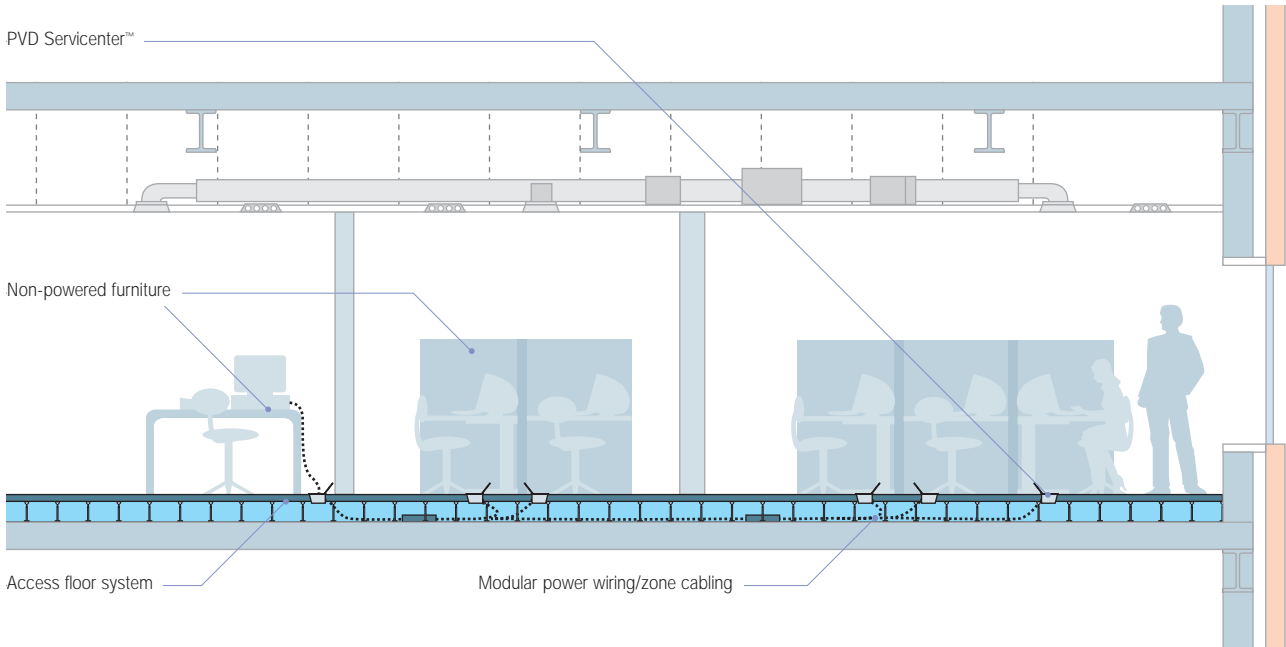 PVD Servicenter™
Non-powered furniture
Access floor system
Modular power wiring/zone cabling